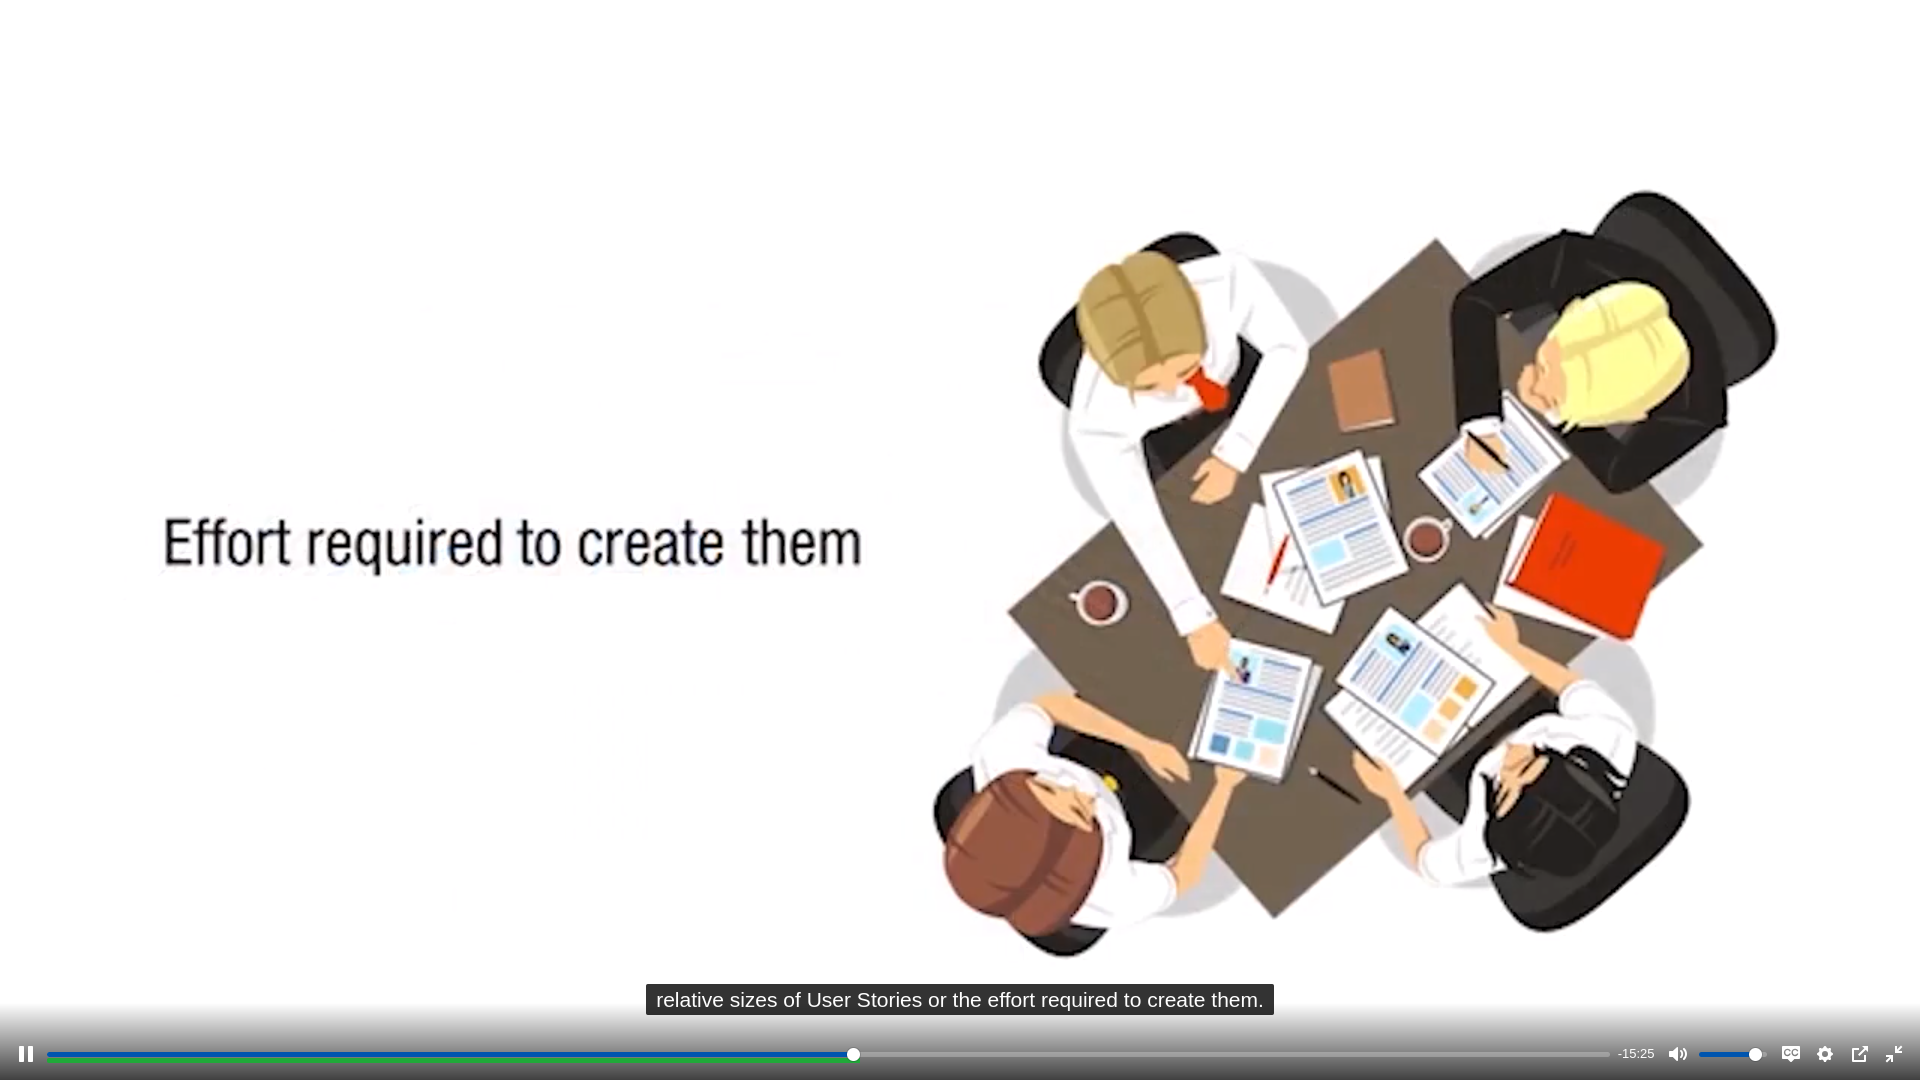 Effort required to create them
relative sizes of User Stories or the effort required to create them.
-15:25
CC